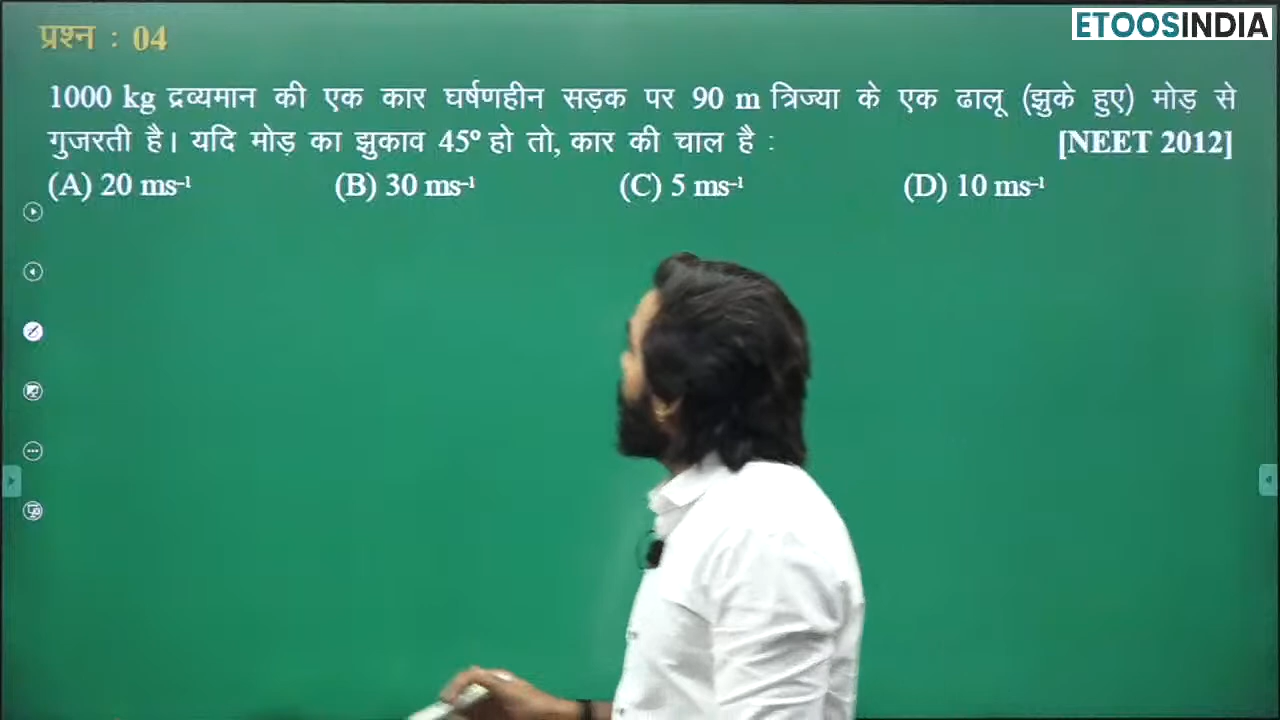 ETOOSINDIA
प्रश्न : 04
1000 kg द्रव्यमान की एक कार घर्षणहीन सड़क पर 90 m त्रिज्या के एक ढालू (झुके हुए) मोड़ से
गुजरती है। यदि मोड़ का झुकाव 45º हो तो, कार की चाल है : [NEET 2012]
(A) 20 ms⁻¹ (B) 30 ms⁻¹ (C) 5 ms⁻¹ (D) 10 ms⁻¹